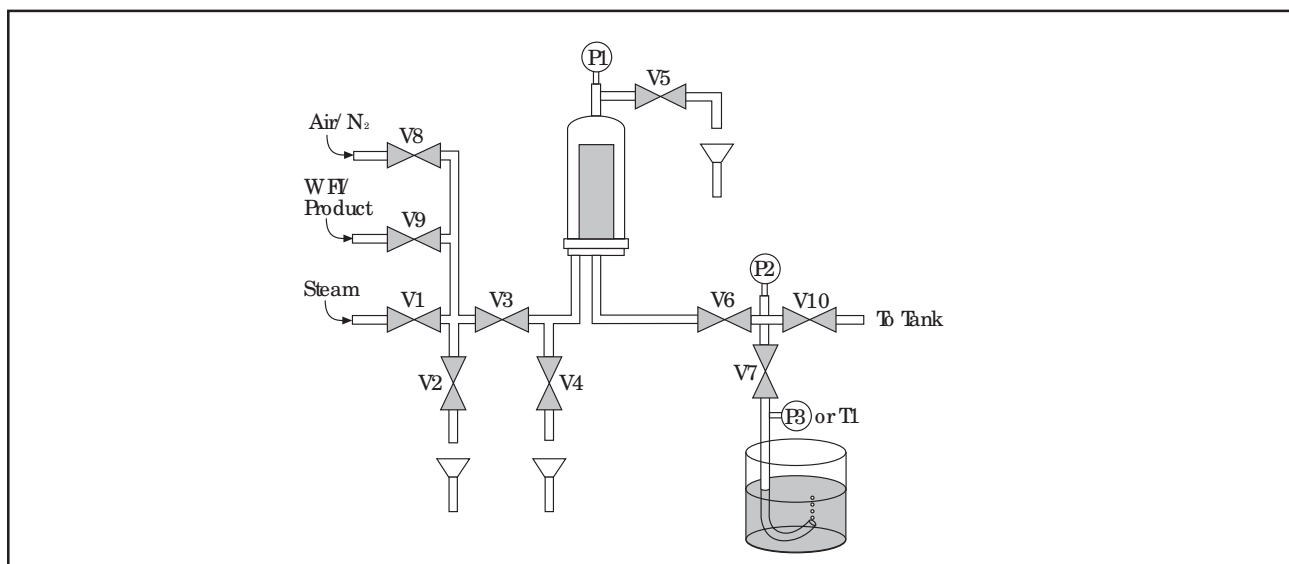 P1
V5
Air/ N₂
V8
WFI/
Product
V9
Steam
V1
V3
P2
V6
V10
To Tank
V2
V4
V7
P3 or T1